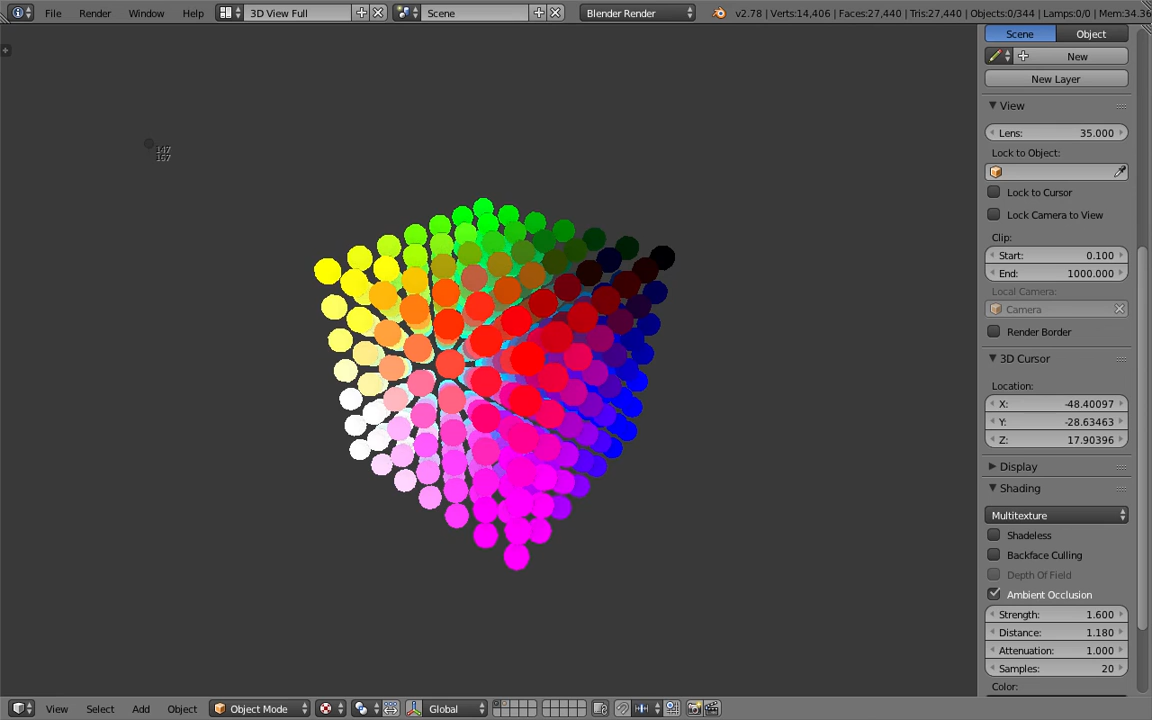 File Render Window Help 3D View Full Scene Blender Render v2.78 | Verts:14,406 | Faces:27,440 | Tris:27,440 | Objects:0/344 | Lamps:0/0 | Mem:34.36
Scene Object
New
New Layer
View
Lens: 35.000
Lock to Object:
Lock to Cursor
Lock Camera to View
Clip:
Start: 0.100
End: 1000.000
Local Camera:
Camera
Render Border
3D Cursor
Location:
X: -48.40097
Y: -28.63463
Z: 17.90396
Display
Shading
Multitexture
Shadeless
Backface Culling
Depth Of Field
Ambient Occlusion
Strength: 1.600
Distance: 1.180
Attenuation: 1.000
Samples: 20
Color:
147
167
View Select Add Object Object Mode Global